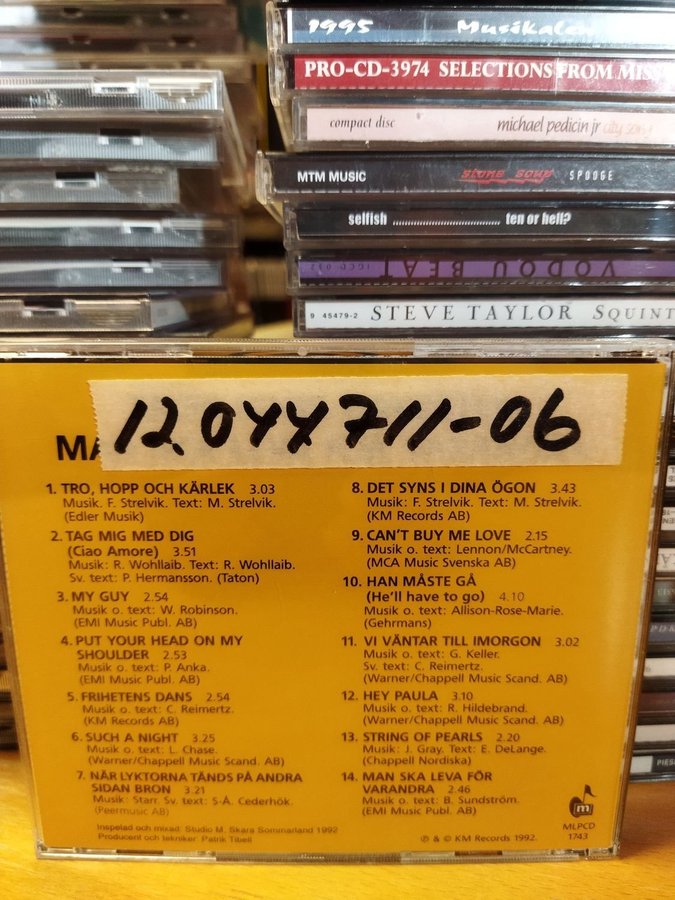 1995 Musikalen
PRO-CD-3974 SELECTIONS FROM
compact disc michael pedicin jr city song
MTM MUSIC stone soup SPOOGE
selfish ................................ ten or hell?
VODOU BEAT
STEVE TAYLOR SQUINT
9 45479-2
12.044711-06
MA
1. TRO, HOPP OCH KÄRLEK 3.03
Musik. F. Strelvik. Text: M. Strelvik.
(Edler Musik)
2. TAG MIG MED DIG
(Ciao Amore) 3.51
Musik: R. Wohllaib. Text: R. Wohllaib.
Sv. text: P. Hermansson. (Taton)
3. MY GUY 2.54
Musik o. text: W. Robinson.
(EMI Music Publ. AB)
4. PUT YOUR HEAD ON MY
SHOULDER 2.53
Musik o. text: P. Anka.
(EMI Music Publ. AB)
5. FRIHETENS DANS 2.54
Musik o. text: C. Reimertz.
(KM Records AB)
6. SUCH A NIGHT 3.25
Musik o. text: L. Chase.
(Warner/Chappell Music Scand. AB)
7. NÄR LYKTORNA TÄNDS PÅ ANDRA
SIDAN BRON 3.21
Musik: Starr. Sv. text: S-Å. Cederhök.
(Peermusic AB)
8. DET SYNS I DINA ÖGON 3.43
Musik: F. Strelvik. Text: M. Strelvik.
(KM Records AB)
9. CAN'T BUY ME LOVE 2.15
Musik o. text: Lennon/McCartney.
(MCA Music Svenska AB)
10. HAN MÅSTE GÅ
(He'll have to go) 4.10
Musik o. text: Allison-Rose-Marie.
(Gehrmans)
11. VI VÄNTAR TILL IMORGON 3.02
Musik o. text: G. Keller.
Sv. text: C. Reimertz.
(Warner/Chappell Music Scand. AB)
12. HEY PAULA 3.10
Musik o. text: R. Hildebrand.
(Warner/Chappell Music Scand. AB)
13. STRING OF PEARLS 2.20
Musik: J. Gray. Text: E. DeLange.
(Chappell Nordiska)
14. MAN SKA LEVA FÖR
VARANDRA 2.46
Musik o. text: B. Sundström.
(EMI Music Publ. AB)
Inspelad och mixad: Studio M. Skara Sommarland 1992
Producent och tekniker: Patrik Tibell
℗ & © KM Records 1992.
m
MLPCD
1743